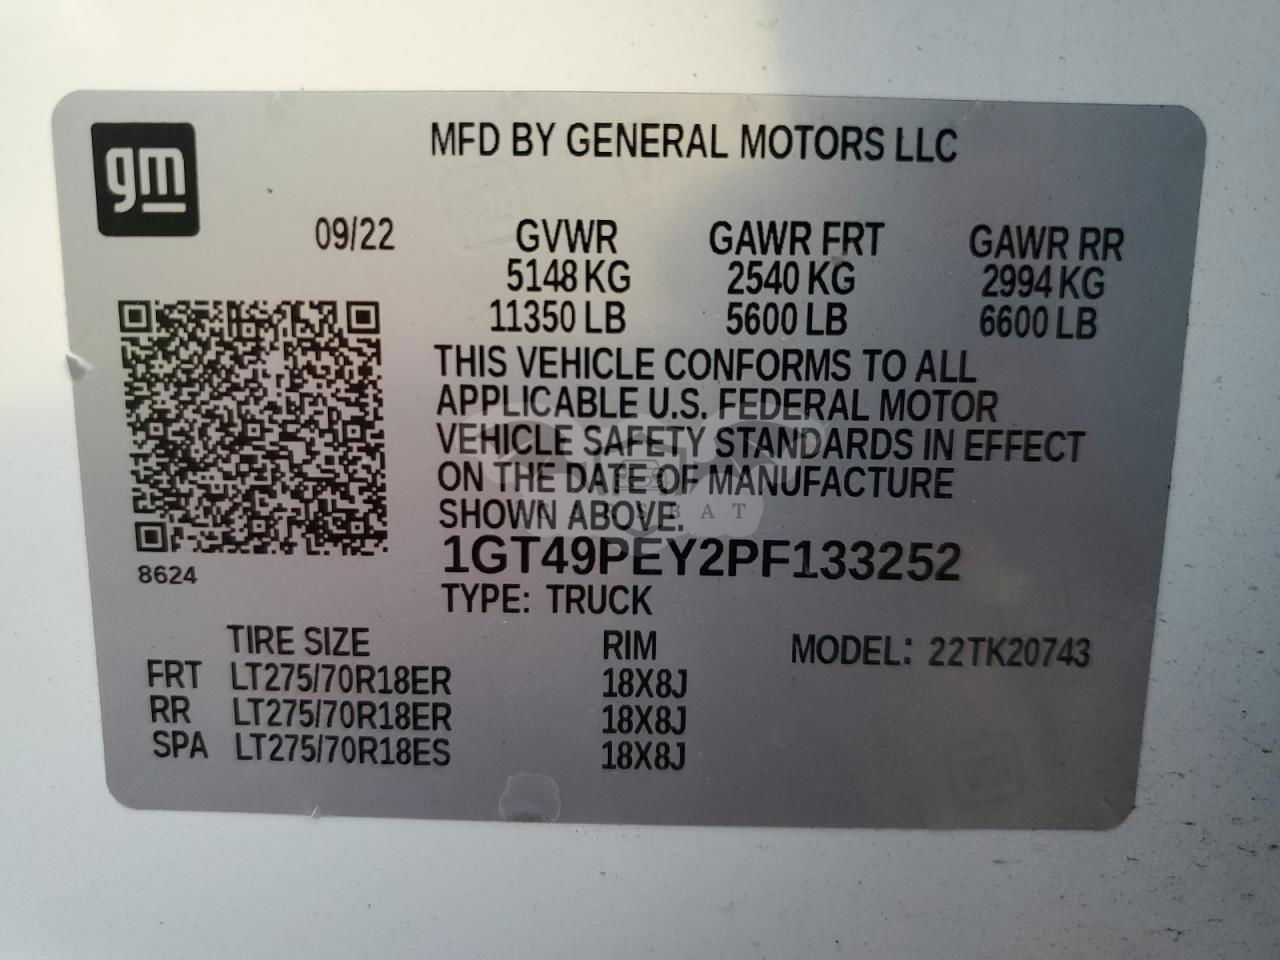 gm
MFD BY GENERAL MOTORS LLC
09/22 GVWR GAWR FRT GAWR RR
5148 KG 2540 KG 2994 KG
11350 LB 5600 LB 6600 LB
THIS VEHICLE CONFORMS TO ALL
APPLICABLE U.S. FEDERAL MOTOR
VEHICLE SAFETY STANDARDS IN EFFECT
ON THE DATE OF MANUFACTURE
SHOWN ABOVE.
1GT49PEY2PF133252
8624
TYPE: TRUCK
TIRE SIZE RIM MODEL: 22TK20743
FRT LT275/70R18ER 18X8J
RR LT275/70R18ER 18X8J
SPA LT275/70R18ES 18X8J